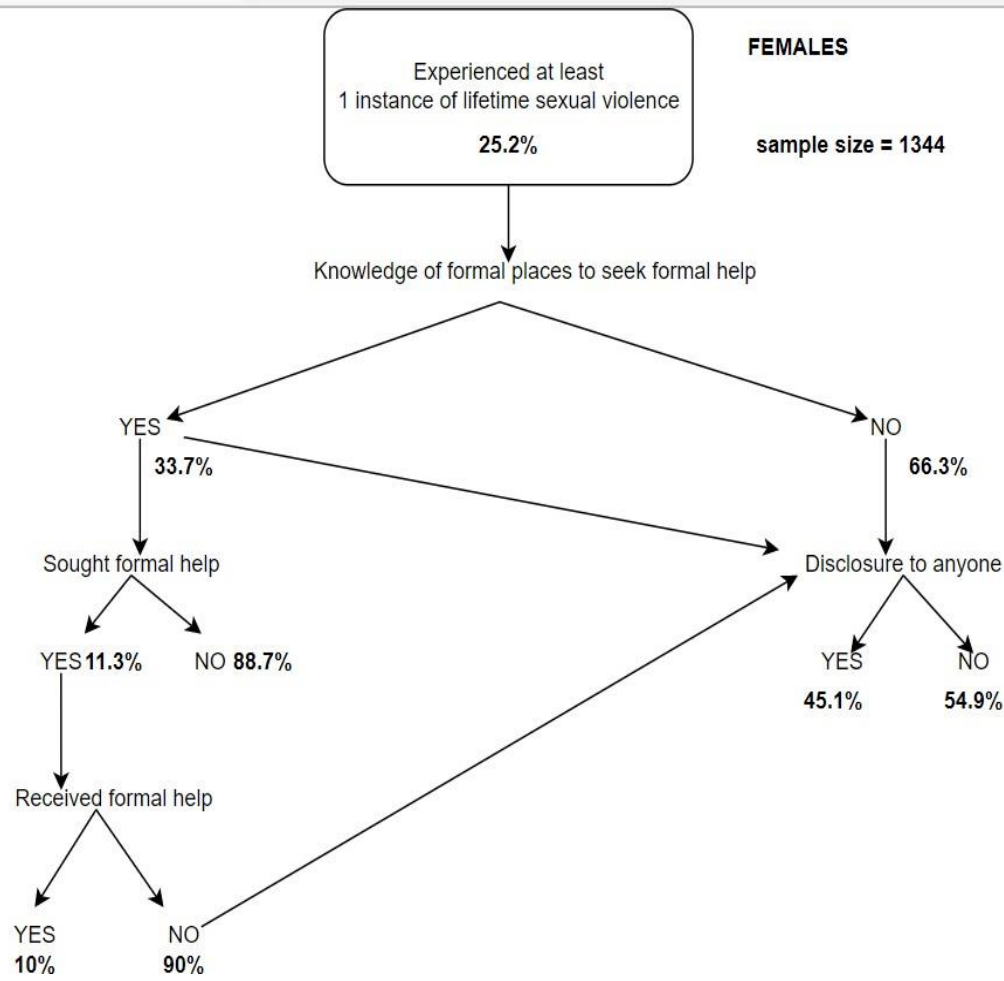 FEMALES
Experienced at least
1 instance of lifetime sexual violence
25.2%
sample size = 1344
Knowledge of formal places to seek formal help
YES
NO
33.7%
66.3%
Sought formal help
Disclosure to anyone
YES 11.3%
NO 88.7%
YES
NO
45.1%
54.9%
Received formal help
YES
NO
10%
90%